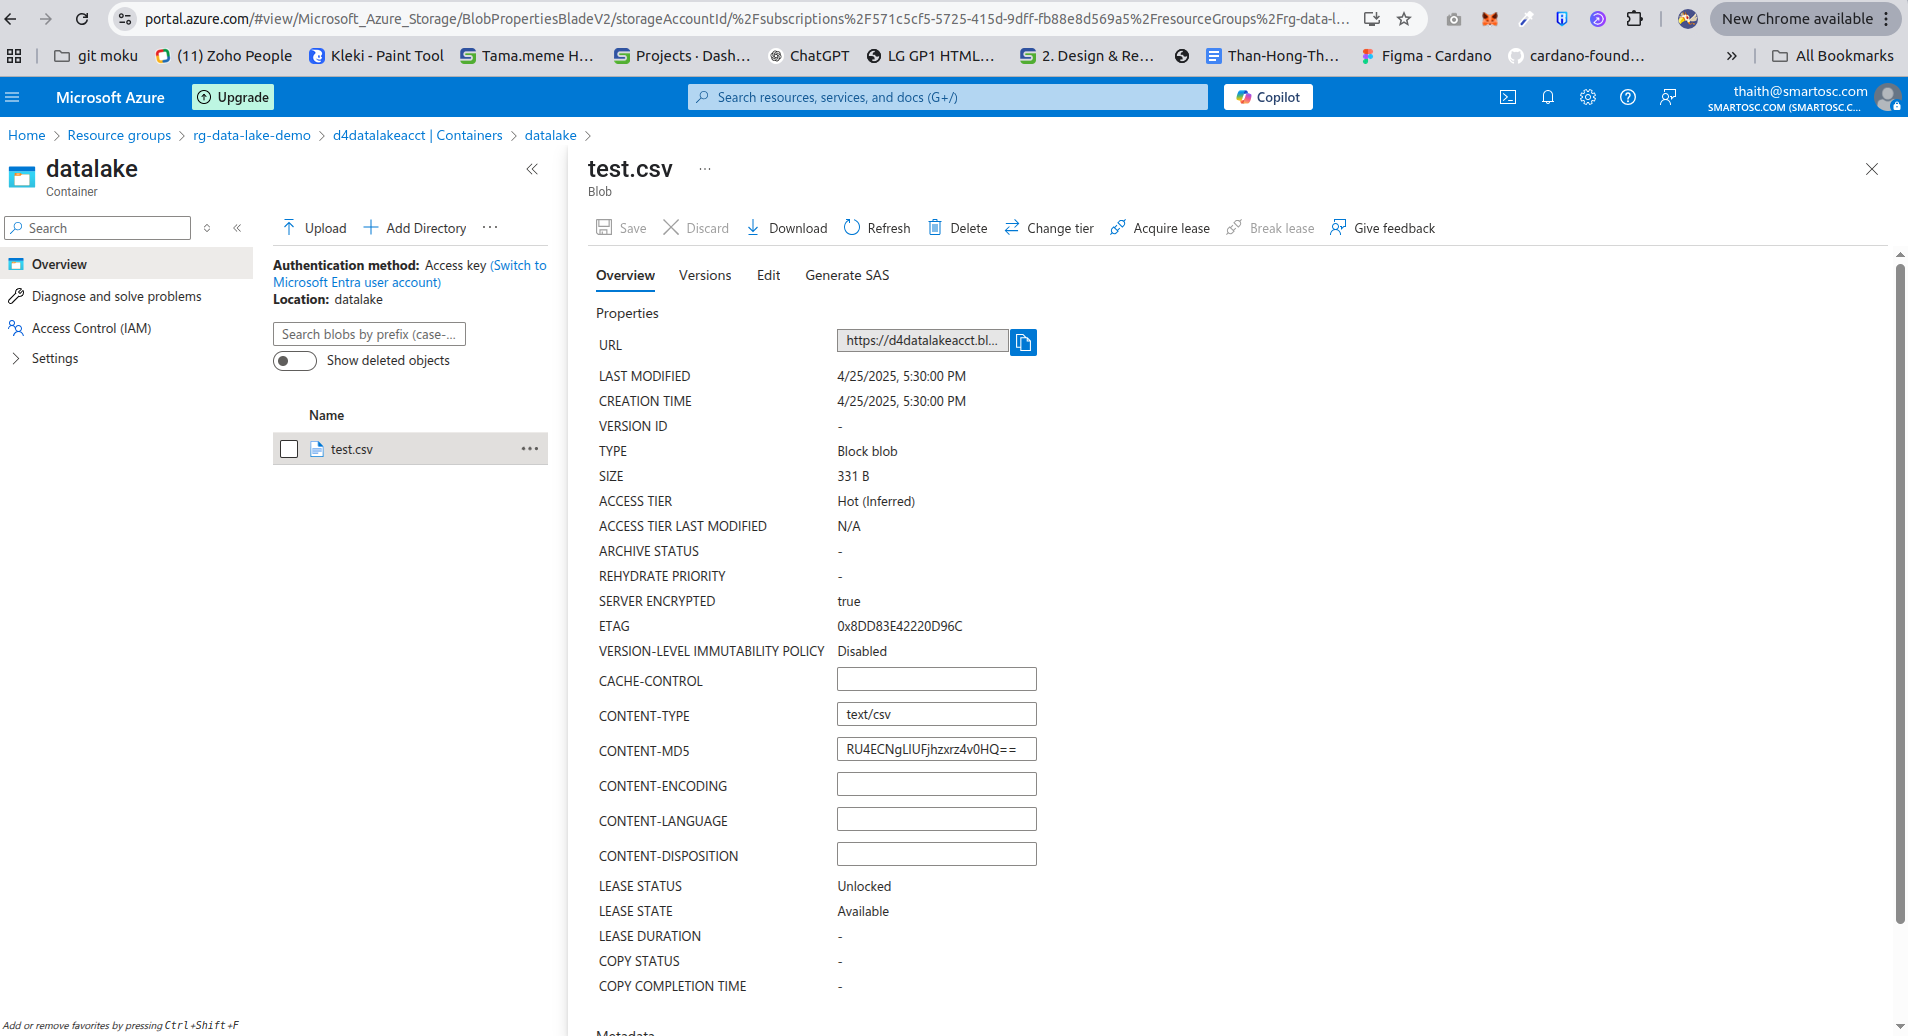 portal.azure.com/#view/Microsoft_Azure_Storage/BlobPropertiesBladeV2/storageAccountId/%2Fsubscriptions%2F571c5cf5-5725-415d-9dff-fb88e8d569a5%2FresourceGroups%2Frg-data-l...
New Chrome available
git moku
(11) Zoho People
Kleki - Paint Tool
Tama.meme H...
Projects · Dash...
ChatGPT
LG GP1 HTML...
2. Design & Re...
Than-Hong-Th...
Figma - Cardano
cardano-found...
»
All Bookmarks
Microsoft Azure
Upgrade
Search resources, services, and docs (G+/)
Copilot
thaith@smartosc.com
SMARTOSC.COM (SMARTOSC.C...
Home > Resource groups > rg-data-lake-demo > d4datalakeacct | Containers > datalake >
datalake
Container
Search
Overview
Diagnose and solve problems
Access Control (IAM)
Settings
Upload
Add Directory
...
Authentication method: Access key (Switch to
Microsoft Entra user account)
Location: datalake
Search blobs by prefix (case-...
Show deleted objects
Name
test.csv
...
test.csv
...
Blob
Save
Discard
Download
Refresh
Delete
Change tier
Acquire lease
Break lease
Give feedback
Overview
Versions
Edit
Generate SAS
Properties
URL https://d4datalakeacct.bl...
LAST MODIFIED 4/25/2025, 5:30:00 PM
CREATION TIME 4/25/2025, 5:30:00 PM
VERSION ID -
TYPE Block blob
SIZE 331 B
ACCESS TIER Hot (Inferred)
ACCESS TIER LAST MODIFIED N/A
ARCHIVE STATUS -
REHYDRATE PRIORITY -
SERVER ENCRYPTED true
ETAG 0x8DD83E42220D96C
VERSION-LEVEL IMMUTABILITY POLICY Disabled
CACHE-CONTROL
CONTENT-TYPE text/csv
CONTENT-MD5
CONTENT-ENCODING
CONTENT-LANGUAGE
CONTENT-DISPOSITION
LEASE STATUS Unlocked
LEASE STATE Available
LEASE DURATION -
COPY STATUS -
COPY COMPLETION TIME -
Metadata
Add or remove favorites by pressing Ctrl+Shift+F